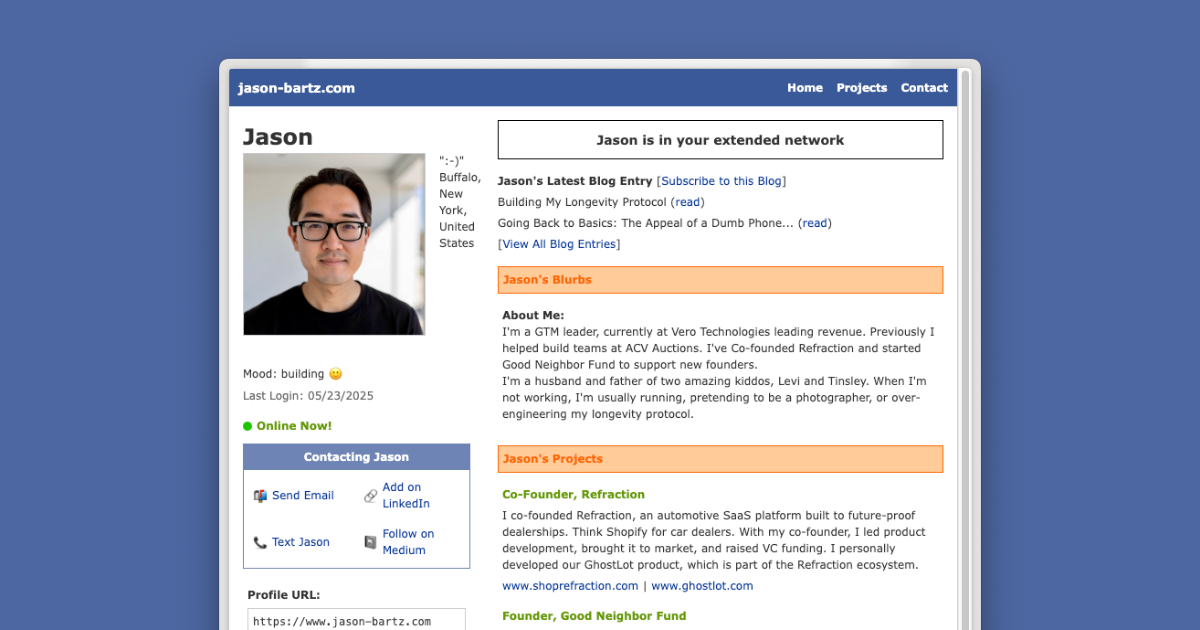 jason-bartz.com
Home Projects Contact
Jason
":-)"
Buffalo,
New
York,
United
States
Mood: building
Last Login: 05/23/2025
Online Now!
Contacting Jason
Send Email
Add on
LinkedIn
Text Jason
Follow on
Medium
Profile URL:
https://www.jason-bartz.com
Jason is in your extended network
Jason's Latest Blog Entry [Subscribe to this Blog]
Building My Longevity Protocol (read)
Going Back to Basics: The Appeal of a Dumb Phone... (read)
[View All Blog Entries]
Jason's Blurbs
About Me:
I'm a GTM leader, currently at Vero Technologies leading revenue. Previously I
helped build teams at ACV Auctions. I've Co-founded Refraction and started
Good Neighbor Fund to support new founders.
I'm a husband and father of two amazing kiddos, Levi and Tinsley. When I'm
not working, I'm usually running, pretending to be a photographer, or over-
engineering my longevity protocol.
Jason's Projects
Co-Founder, Refraction
I co-founded Refraction, an automotive SaaS platform built to future-proof
dealerships. Think Shopify for car dealers. With my co-founder, I led product
development, brought it to market, and raised VC funding. I personally
developed our GhostLot product, which is part of the Refraction ecosystem.
www.shoprefraction.com | www.ghostlot.com
Founder, Good Neighbor Fund